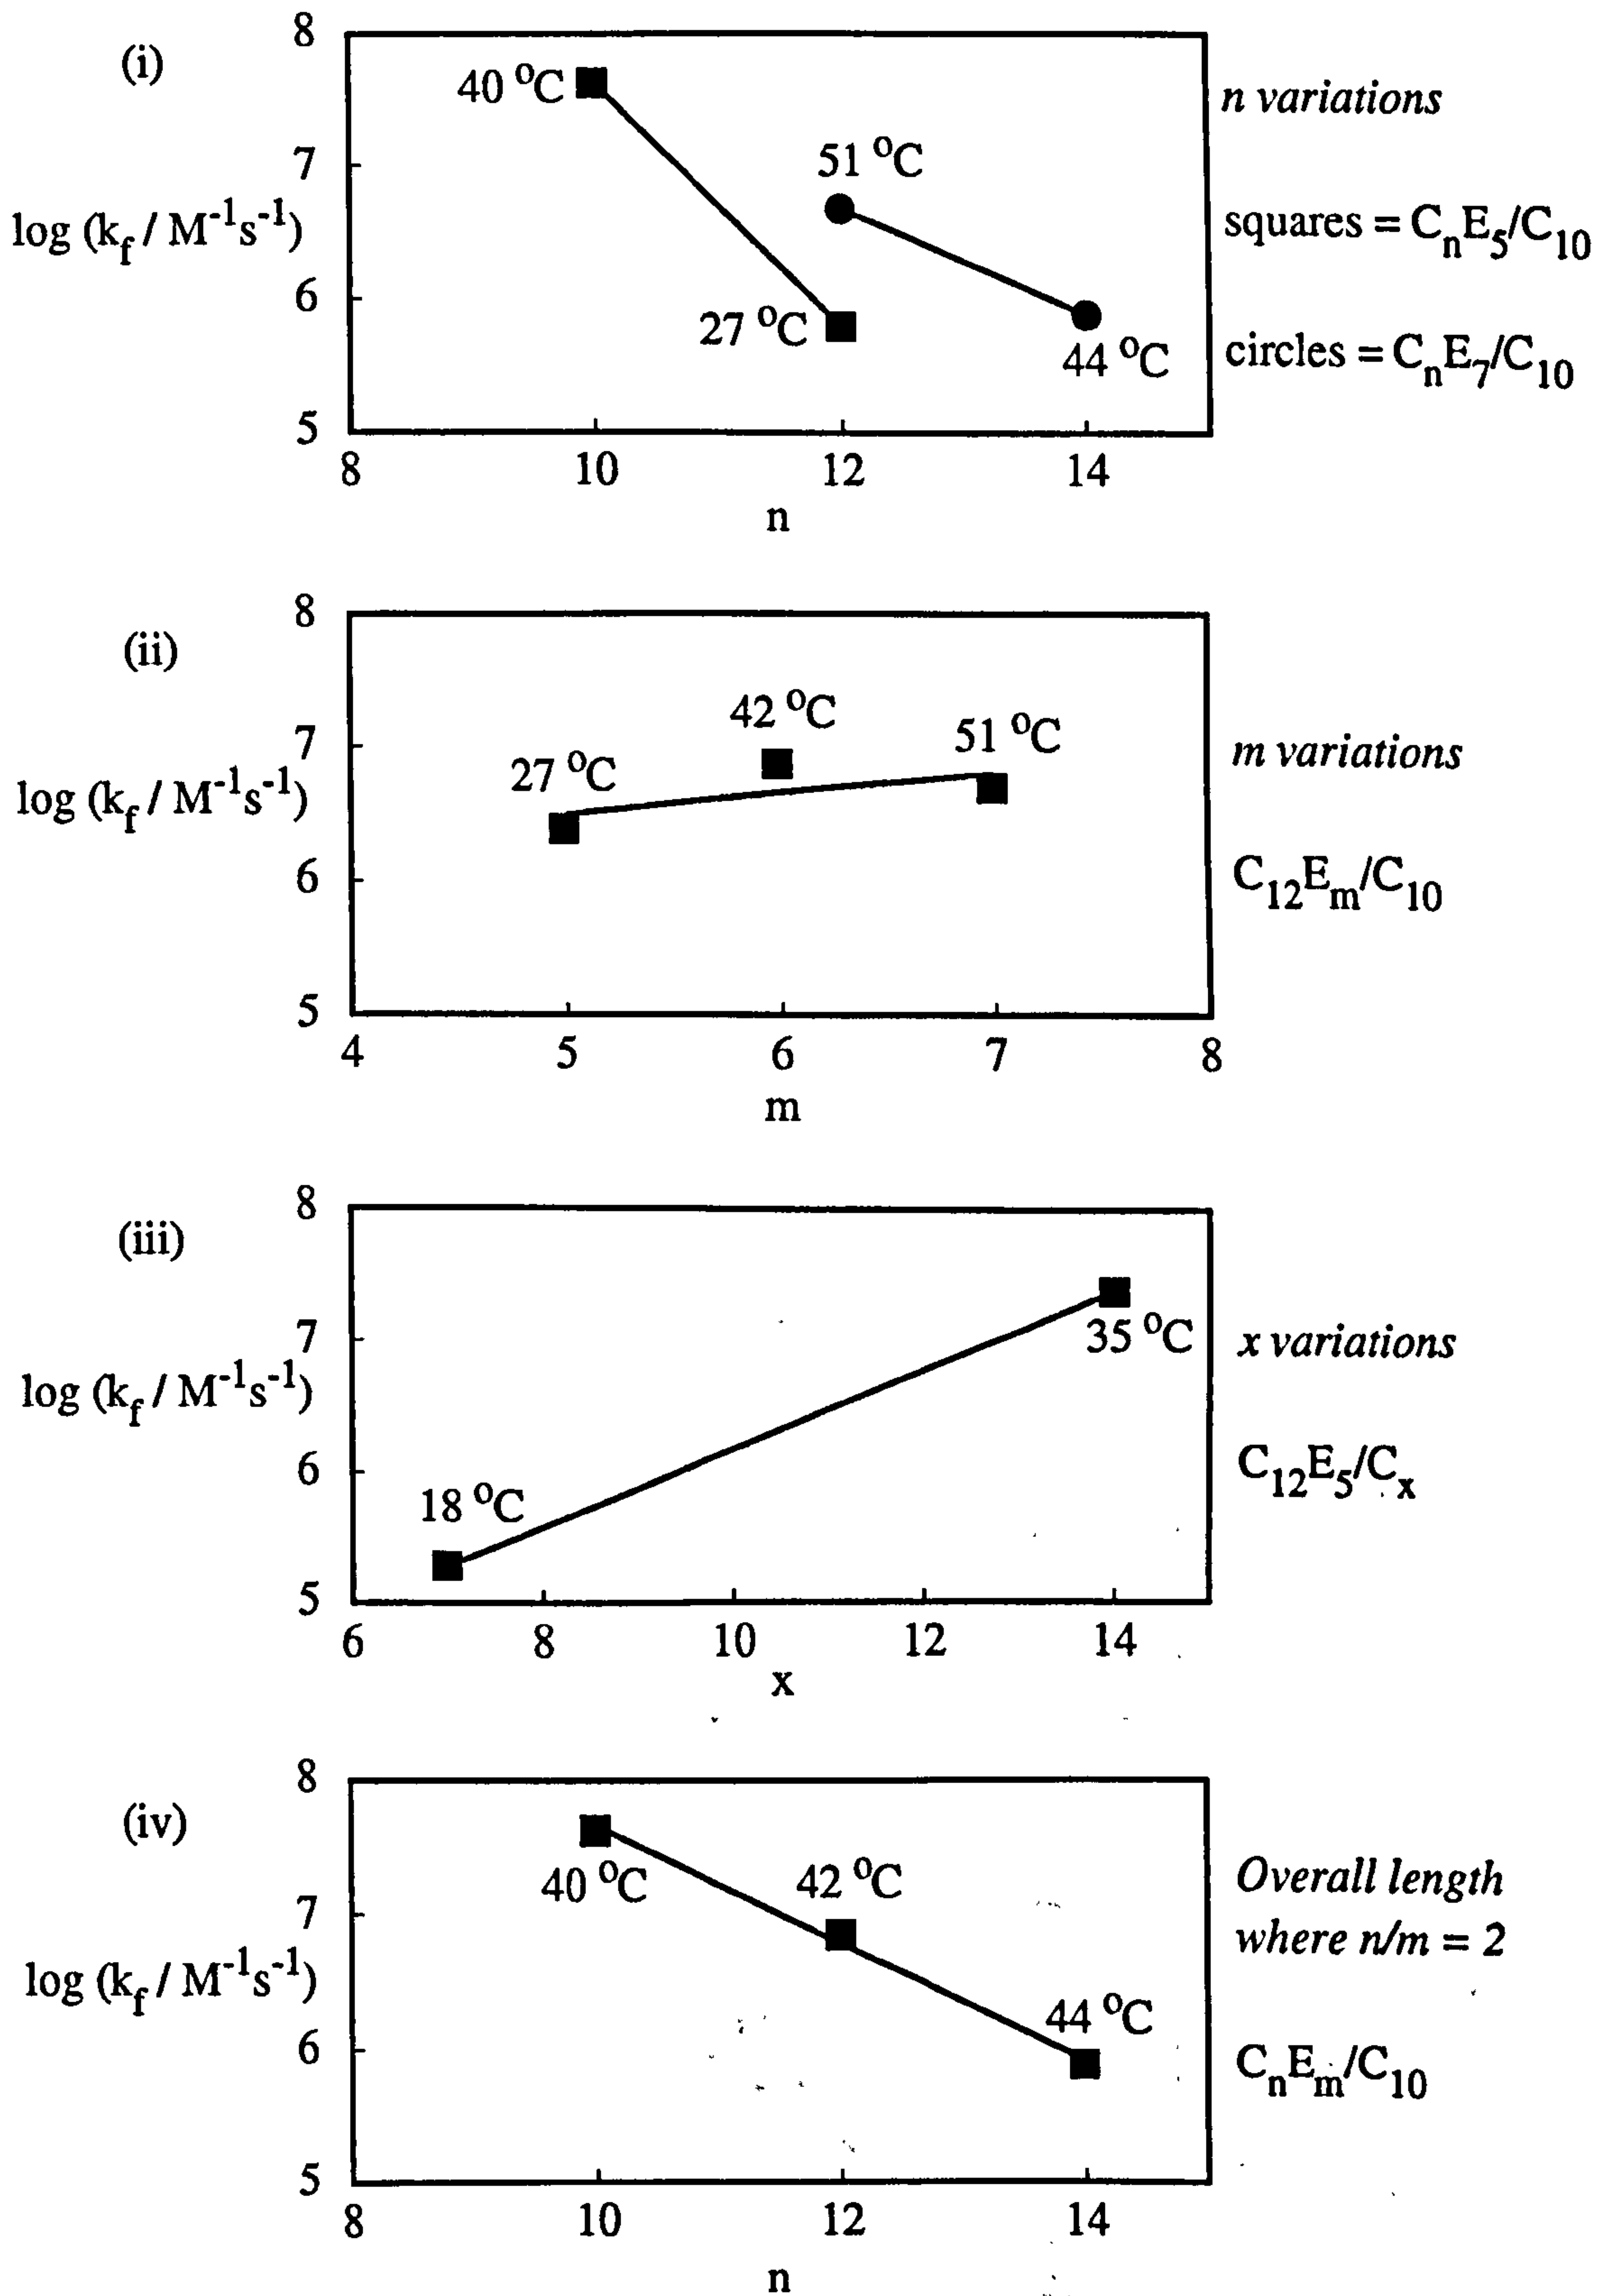 (i)
8
7
6
5
log (k_f / M⁻¹s⁻¹)
40 °C
27 °C
51 °C
44 °C
8 10 12 14
n
n variations
squares = C_nE_5/C_10
circles = C_nE_7/C_10
(ii)
8
7
6
5
log (k_f / M⁻¹s⁻¹)
27 °C
42 °C
51 °C
4 5 6 7 8
m
m variations
C_12E_m/C_10
(iii)
8
7
6
5
log (k_f / M⁻¹s⁻¹)
18 °C
35 °C
6 8 10 12 14
x
x variations
C_12E_5/C_x
(iv)
8
7
6
5
log (k_f / M⁻¹s⁻¹)
40 °C
42 °C
44 °C
8 10 12 14
n
Overall length
where n/m = 2
C_nE_m/C_10